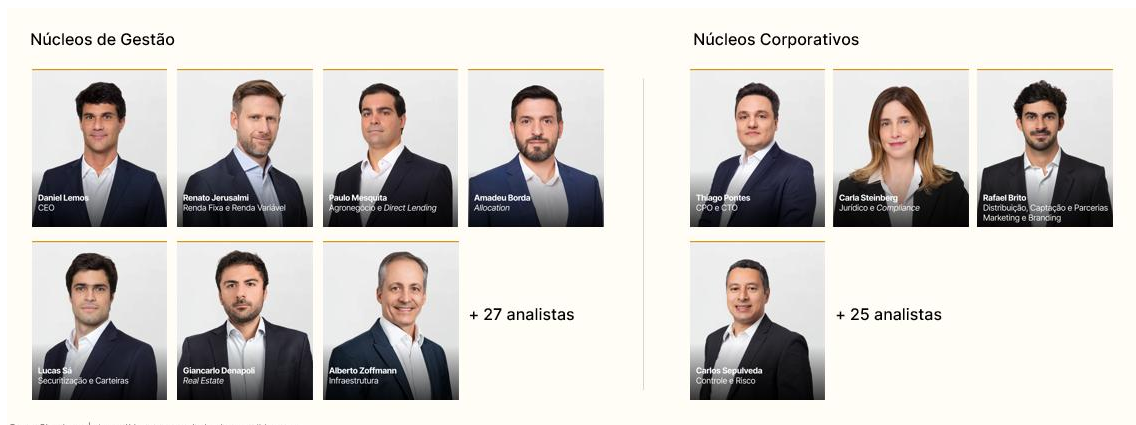 Núcleos de Gestão
Daniel Lemos
CEO
Renato Jerusalmi
Renda Fixa e Renda Variável
Paulo Mesquita
Agronegócio e Direct Lending
Amadeu Borda
Allocation
Lucas Sá
Securitização e Carteiras
Giancarlo Denapoli
Real Estate
Alberto Zoffmann
Infraestrutura
+ 27 analistas
Núcleos Corporativos
Thiago Pontes
CPO e CTO
Carla Steinberg
Jurídico e Compliance
Rafael Brito
Distribuição, Captação e Parcerias
Marketing e Branding
Carlos Sepulveda
Controle e Risco
+ 25 analistas